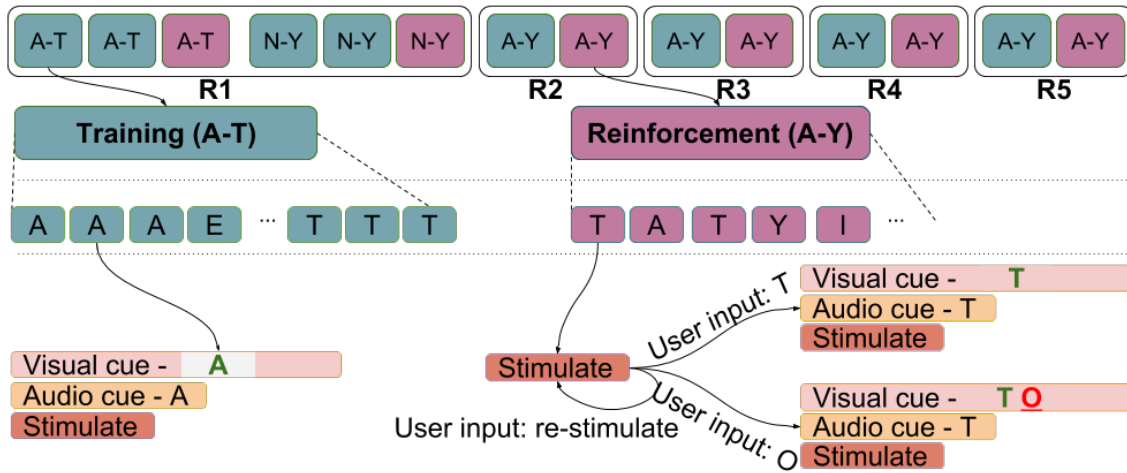 A-T A-T A-T N-Y N-Y N-Y A-Y A-Y A-Y A-Y A-Y A-Y A-Y A-Y
R1 R2 R3 R4 R5
Training (A-T) Reinforcement (A-Y)
A A A E ... T T T T A T Y I ...
Visual cue - T
User input: T
Audio cue - T
Stimulate
Visual cue - A
Stimulate
Audio cue - A
Visual cue - T O
User input: re-stimulate
User input: O
Audio cue - T
Stimulate
Stimulate